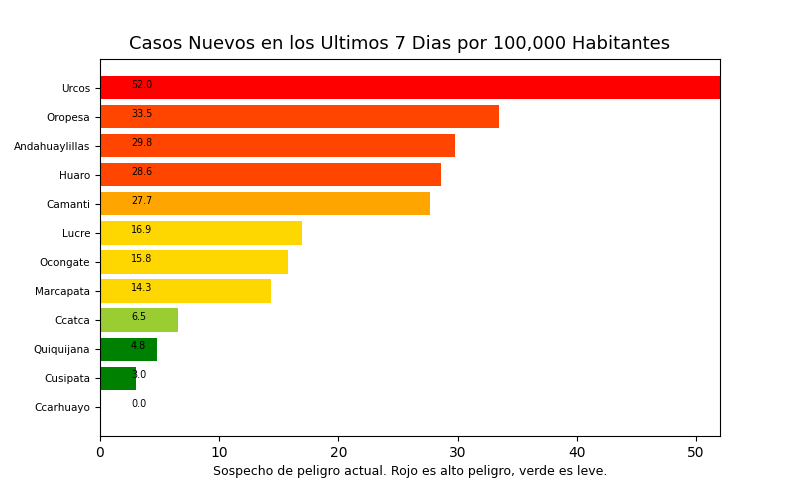 Casos Nuevos en los Ultimos 7 Dias por 100,000 Habitantes
Urcos 52.0
Oropesa 33.5
Andahuaylillas 29.8
Huaro 28.6
Camanti 27.7
Lucre 16.9
Ocongate 15.8
Marcapata 14.3
Ccatca 6.5
Quiquijana 4.8
Cusipata 3.0
Ccarhuayo 0.0
0 10 20 30 40 50
Sospecho de peligro actual. Rojo es alto peligro, verde es leve.